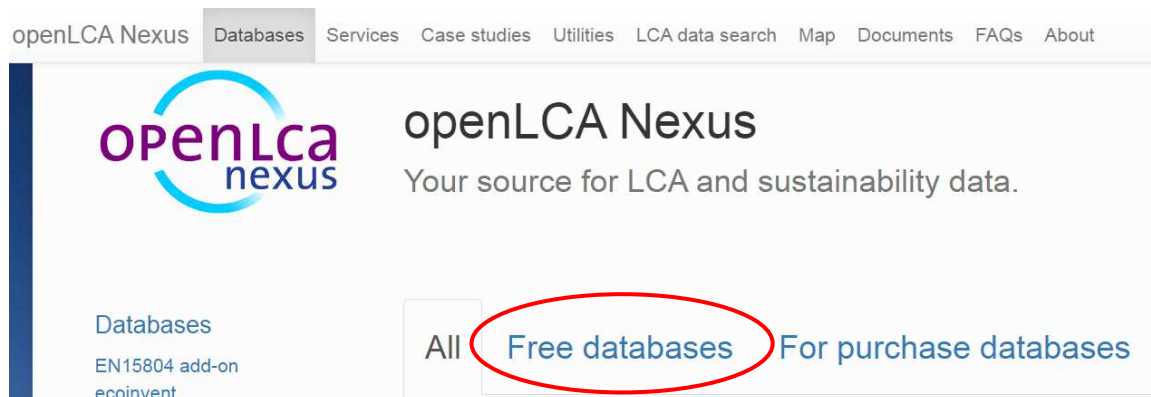 openLCA Nexus Databases Services Case studies Utilities LCA data search Map Documents FAQs About
openLca
nexus
openLCA Nexus
Your source for LCA and sustainability data.
Databases
EN15804 add-on
ecoinvent
All Free databases For purchase databases